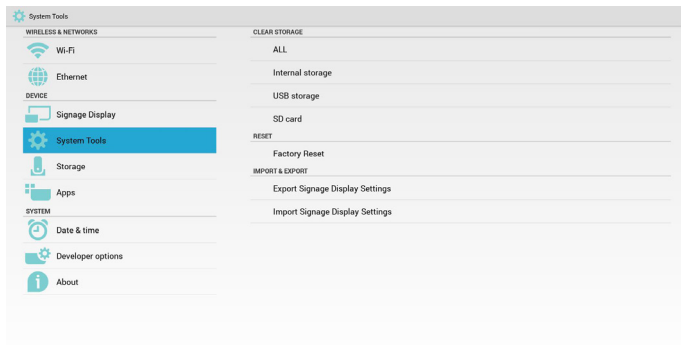 System Tools
WIRELESS & NETWORKS
Wi-Fi
Ethernet
DEVICE
Signage Display
System Tools
Storage
Apps
SYSTEM
Date & time
Developer options
About
CLEAR STORAGE
ALL
Internal storage
USB storage
SD card
RESET
Factory Reset
IMPORT & EXPORT
Export Signage Display Settings
Import Signage Display Settings